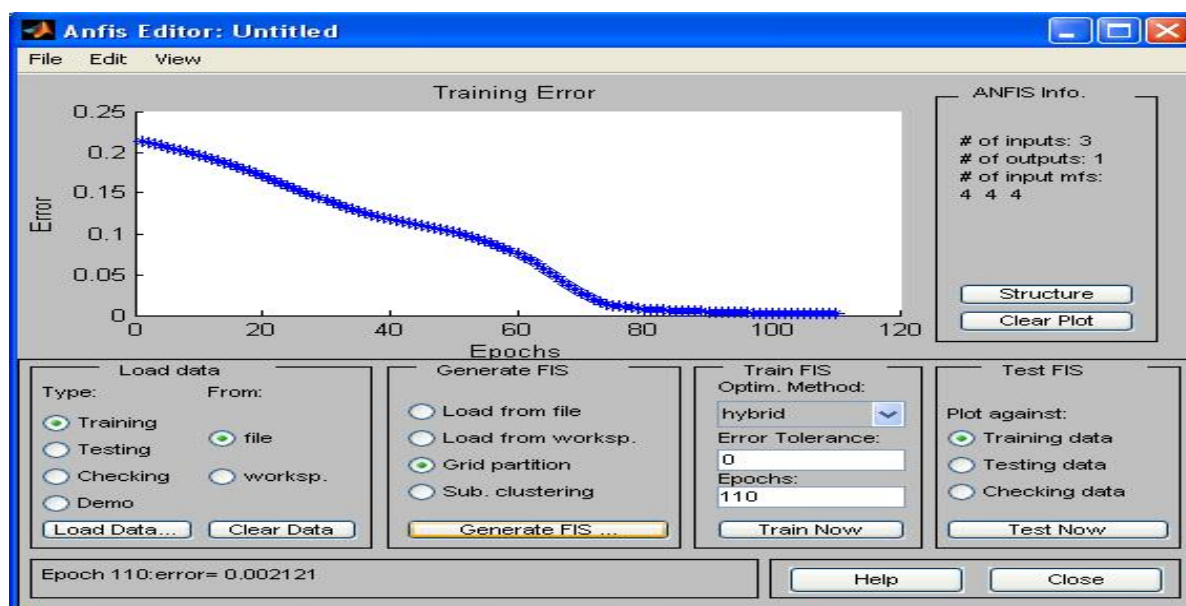 Anfis Editor: Untitled
File Edit View
Training Error
0.25
0.2
0.15
0.1
0.05
0
Error
0 20 40 60 80 100 120
Epochs
ANFIS Info.
# of inputs: 3
# of outputs: 1
# of input mfs:
4 4 4
Structure
Clear Plot
Load data
Type: From:
Training
Testing
Checking
Demo
file
worksp.
Load Data... Clear Data
Generate FIS
Load from file
Load from worksp.
Grid partition
Sub. clustering
Generate FIS ...
Train FIS
Optim. Method:
hybrid
Error Tolerance:
0
Epochs:
110
Train Now
Test FIS
Plot against:
Training data
Testing data
Checking data
Test Now
Epoch 110:error= 0.002121
Help Close